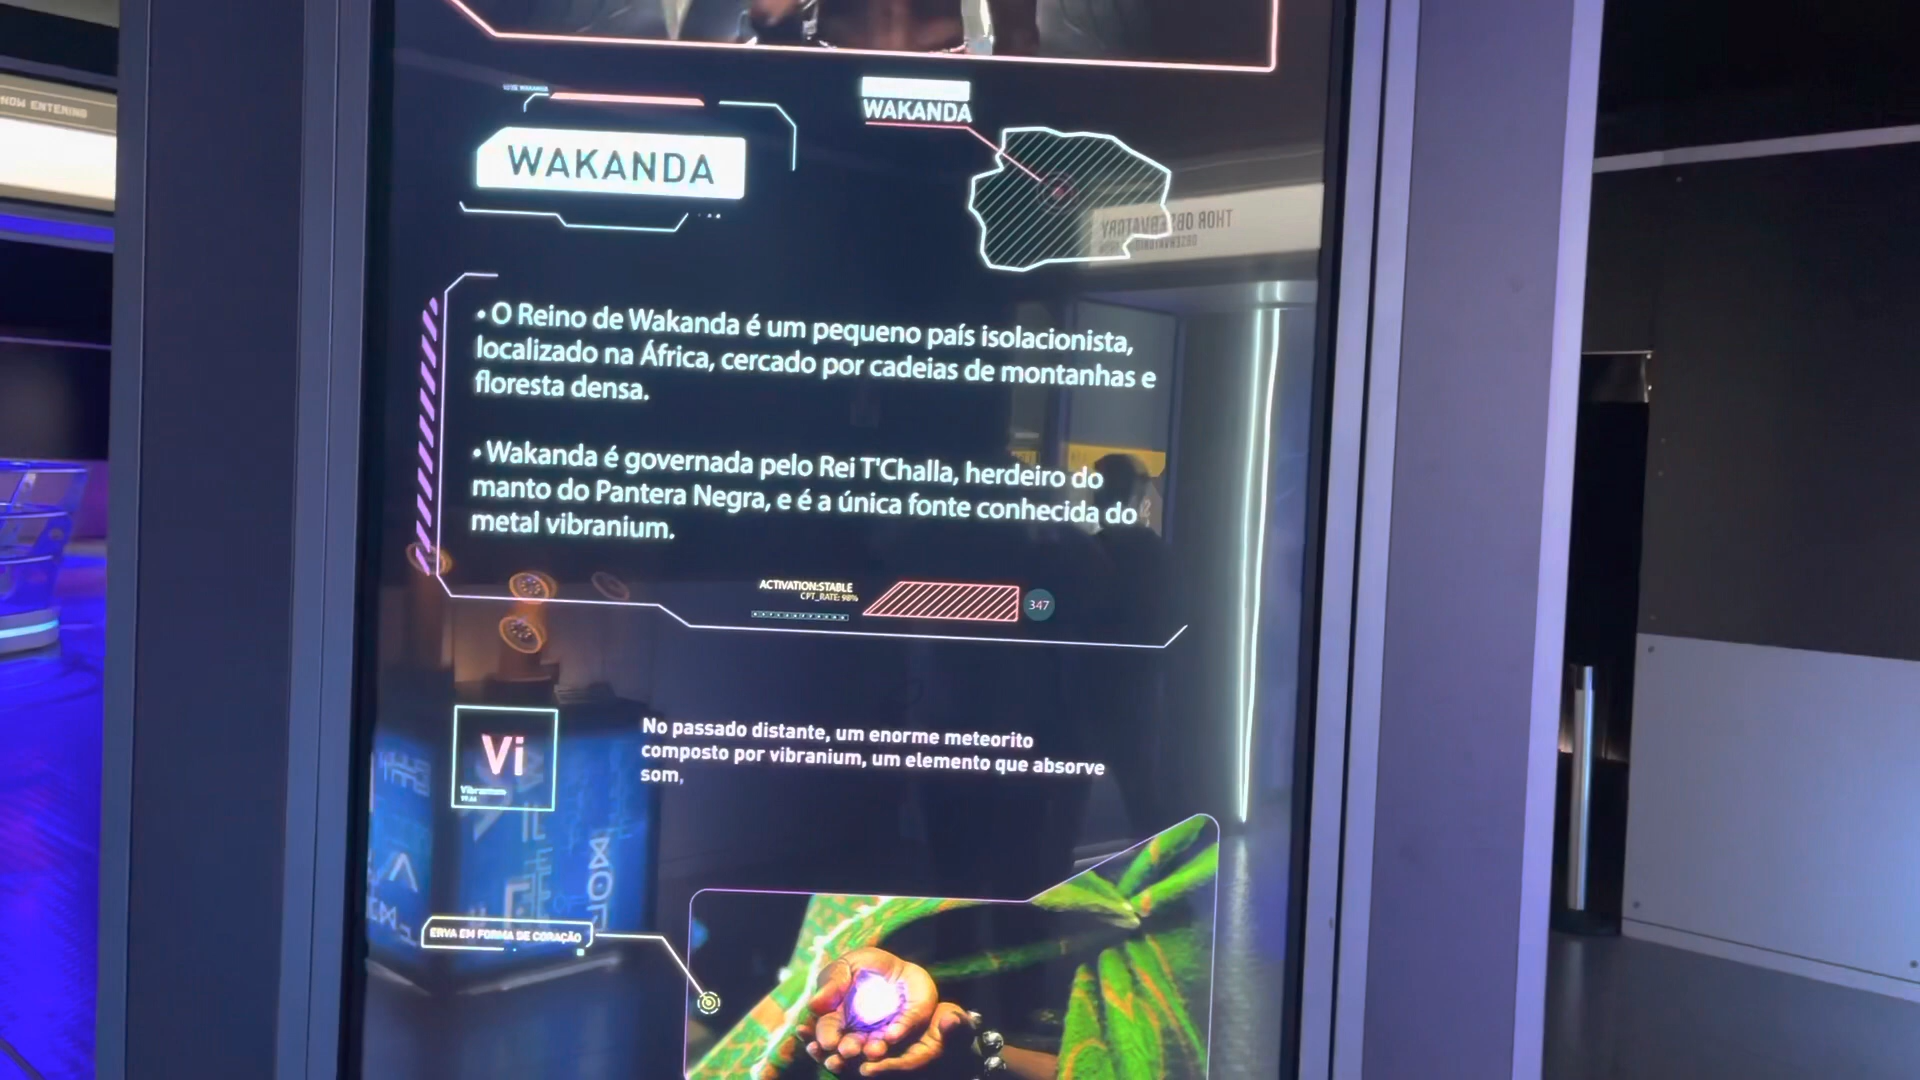 NOW ENTERING
WAKANDA
WAKANDA
THOR OBSERVATORY
• O Reino de Wakanda é um pequeno país isolacionista,
localizado na África, cercado por cadeias de montanhas e
floresta densa.
• Wakanda é governada pelo Rei T'Challa, herdeiro do
manto do Pantera Negra, e é a única fonte conhecida do
metal vibranium.
ACTIVATION:STABLE
CPT_RATE: 98%
347
Vi
Vibranium
No passado distante, um enorme meteorito
composto por vibranium, um elemento que absorve
som,
ERVA EM FORMA DE CORAÇÃO